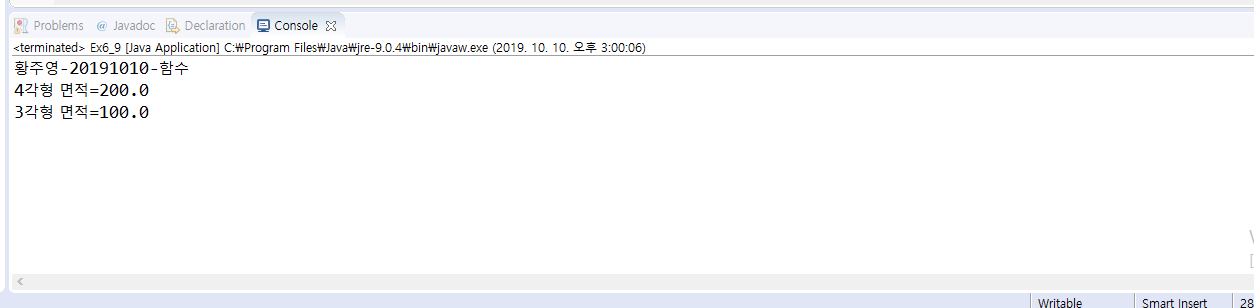 Problems @ Javadoc Declaration Console
<terminated> Ex6_9 [Java Application] C:₩Program Files₩Java₩jre-9.0.4₩bin₩javaw.exe (2019. 10. 10. 오후 3:00:06)
황주영-20191010-함수
4각형 면적=200.0
3각형 면적=100.0
Writable Smart Insert 28